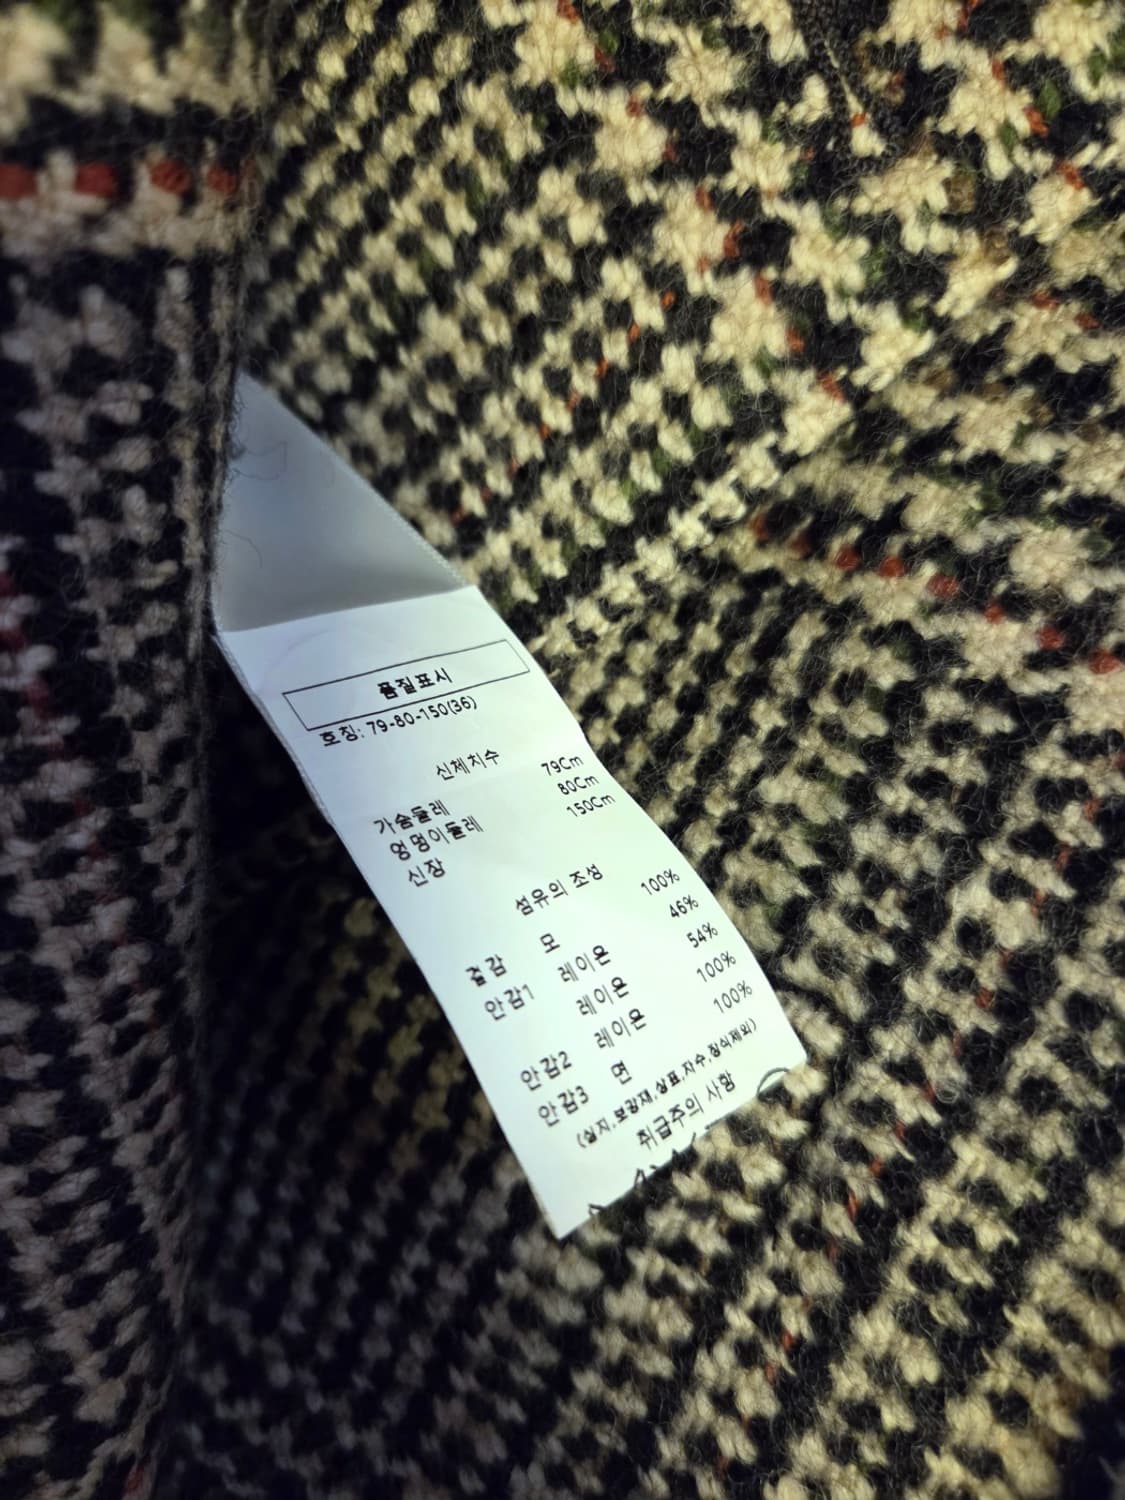 품질표시
호칭: 79-80-150(36)
신체치수
가슴둘레 79Cm
엉덩이둘레 80Cm
신장 150Cm
섬유의 조성
겉감 모 100%
안감1 레이온 46%
레이온 54%
안감2 레이온 100%
안감3 면 100%
(심지,보강재,상표,자수,장식제외)
취급주의 사항